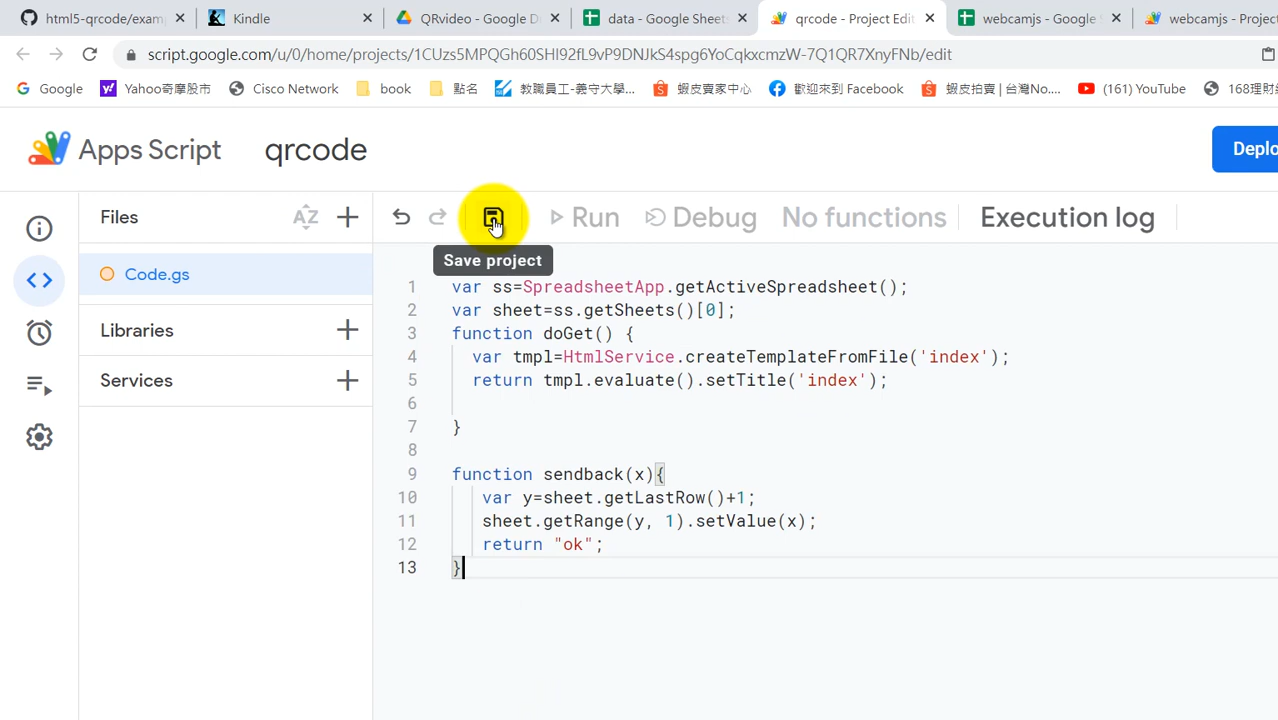 html5-qrcode/exam
Kindle
QRvideo - Google D
data - Google Sheets
qrcode - Project Edit
webcamjs - Google
webcamjs - Project
script.google.com/u/0/home/projects/1CUzs5MPQGh60SHI92fL9vP9DNJkS4spg6YoCqkxcmzW-7Q1QR7XnyFNb/edit
Google
Yahoo奇摩股市
Cisco Network
book
點名
教職員工-義守大學...
蝦皮賣家中心
歡迎來到 Facebook
蝦皮拍賣 | 台灣No....
(161) YouTube
168理財
Apps Script
qrcode
Deplo
Files
AZ
Run
Debug
No functions
Execution log
Save project
Code.gs
Libraries
Services
1 var ss=SpreadsheetApp.getActiveSpreadsheet();
2 var sheet=ss.getSheets()[0];
3 function doGet() {
4 var tmpl=HtmlService.createTemplateFromFile('index');
5 return tmpl.evaluate().setTitle('index');
6
7 }
8
9 function sendback(x){
10 var y=sheet.getLastRow()+1;
11 sheet.getRange(y, 1).setValue(x);
12 return "ok";
13 }